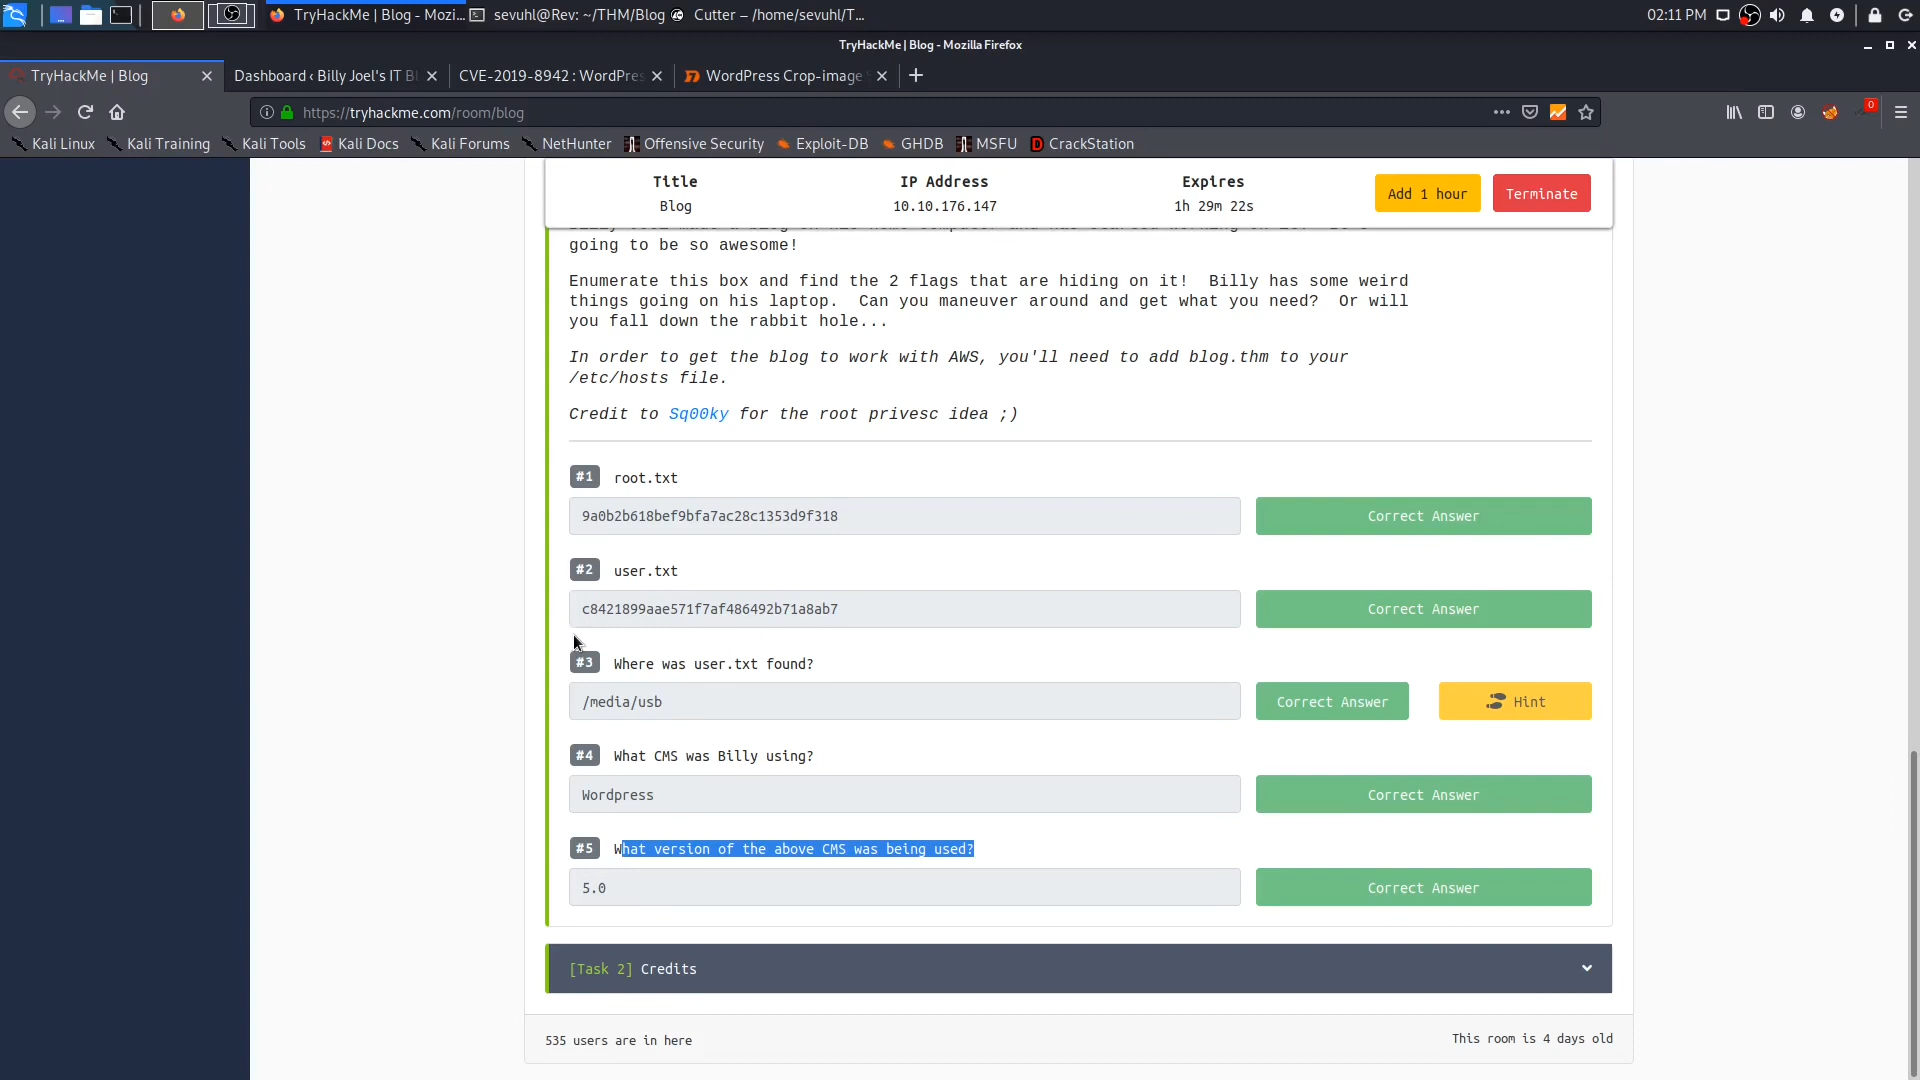 TryHackMe | Blog - Mozi...
sevuhl@Rev: ~/THM/Blog
Cutter – /home/sevuhl/T...
02:11 PM
TryHackMe | Blog - Mozilla Firefox
TryHackMe | Blog
Dashboard ‹ Billy Joel's IT Bl
CVE-2019-8942 : WordPres
WordPress Crop-image
https://tryhackme.com/room/blog
0
Kali Linux
Kali Training
Kali Tools
Kali Docs
Kali Forums
NetHunter
Offensive Security
Exploit-DB
GHDB
MSFU
CrackStation
Title
IP Address
Expires
Blog
10.10.176.147
1h 29m 22s
Add 1 hour
Terminate
going to be so awesome!
Enumerate this box and find the 2 flags that are hiding on it! Billy has some weird
things going on his laptop. Can you maneuver around and get what you need? Or will
you fall down the rabbit hole...
In order to get the blog to work with AWS, you'll need to add blog.thm to your
/etc/hosts file.
Credit to Sq00ky for the root privesc idea ;)
#1 root.txt
9a0b2b618bef9bfa7ac28c1353d9f318
Correct Answer
#2 user.txt
c8421899aae571f7af486492b71a8ab7
Correct Answer
#3 Where was user.txt found?
/media/usb
Correct Answer
Hint
#4 What CMS was Billy using?
Wordpress
Correct Answer
#5 What version of the above CMS was being used?
5.0
Correct Answer
[Task 2] Credits
535 users are in here
This room is 4 days old